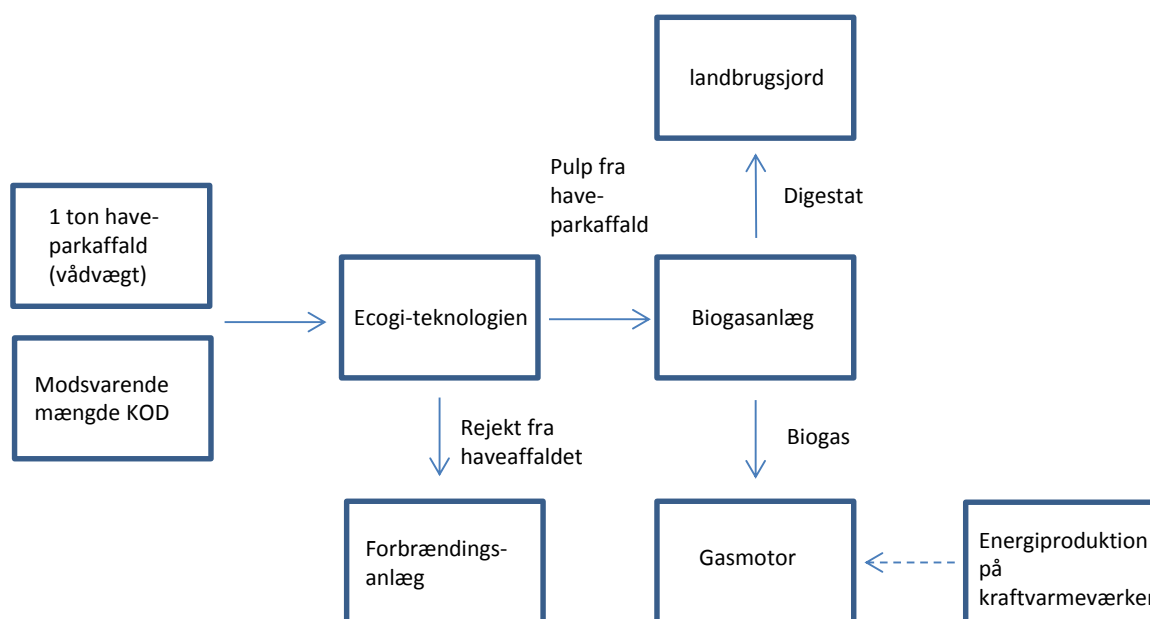 landbrugsjord
Pulp fra
have-
parkaffald
Digestat
1 ton have-
parkaffald
(vådvægt)
Ecogi-teknologien
Biogasanlæg
Modsvarende
mængde KOD
Rejekt fra
haveaffaldet
Biogas
Forbrændings-
anlæg
Gasmotor
Energiproduktion
på
kraftvarmeværker